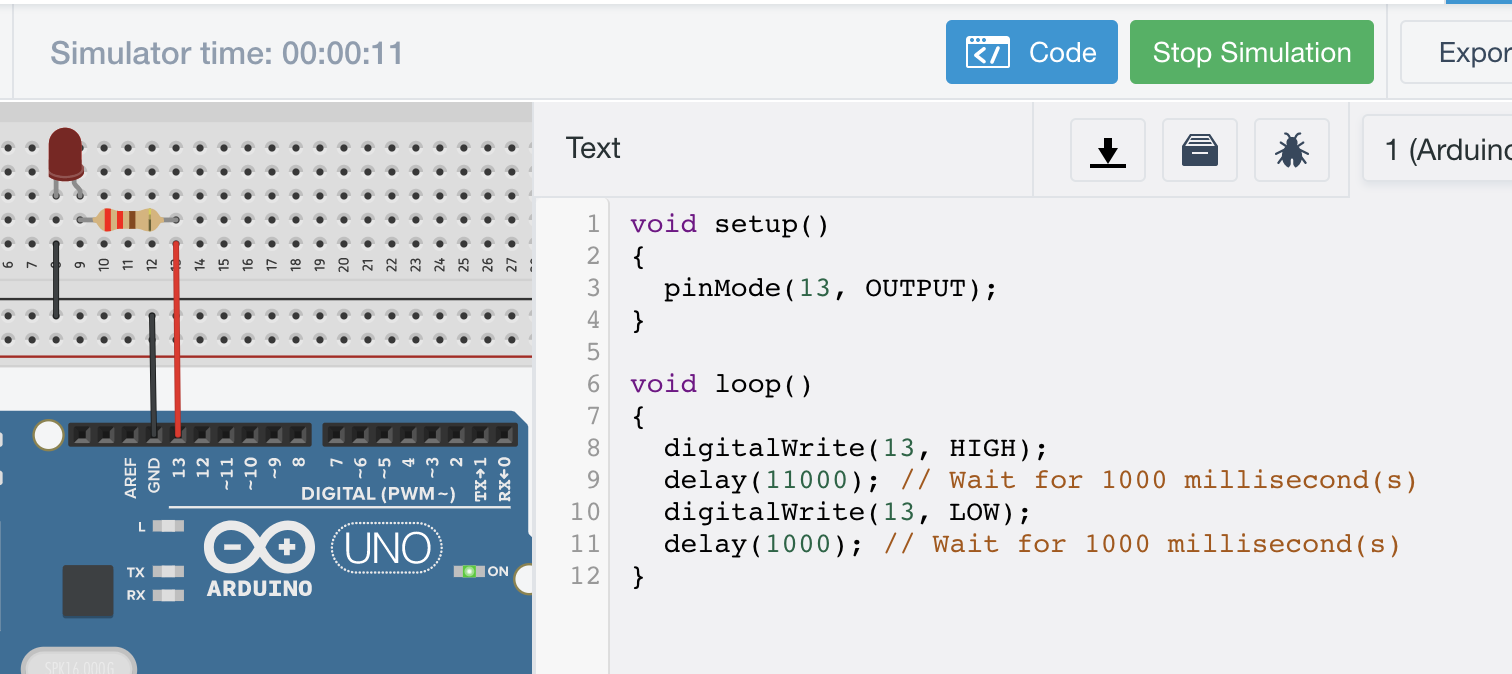 Simulator time: 00:00:11
Code
Stop Simulation
Expor
Text
1 (Arduino
1 void setup()
2 {
3   pinMode(13, OUTPUT);
4 }
5
6 void loop()
7 {
8   digitalWrite(13, HIGH);
9   delay(11000); // Wait for 1000 millisecond(s)
10   digitalWrite(13, LOW);
11   delay(1000); // Wait for 1000 millisecond(s)
12 }
6 7 8 9 10 11 12 13 14 15 16 17 18 19 20 21 22 23 24 25 26 27
AREF GND 13 12 ~11 ~10 ~9 8 7 ~6 ~5 4 ~3 2 TX→1 RX←0
DIGITAL (PWM~)
L
TX
RX
UNO
ARDUINO
ON
SPK16.000G